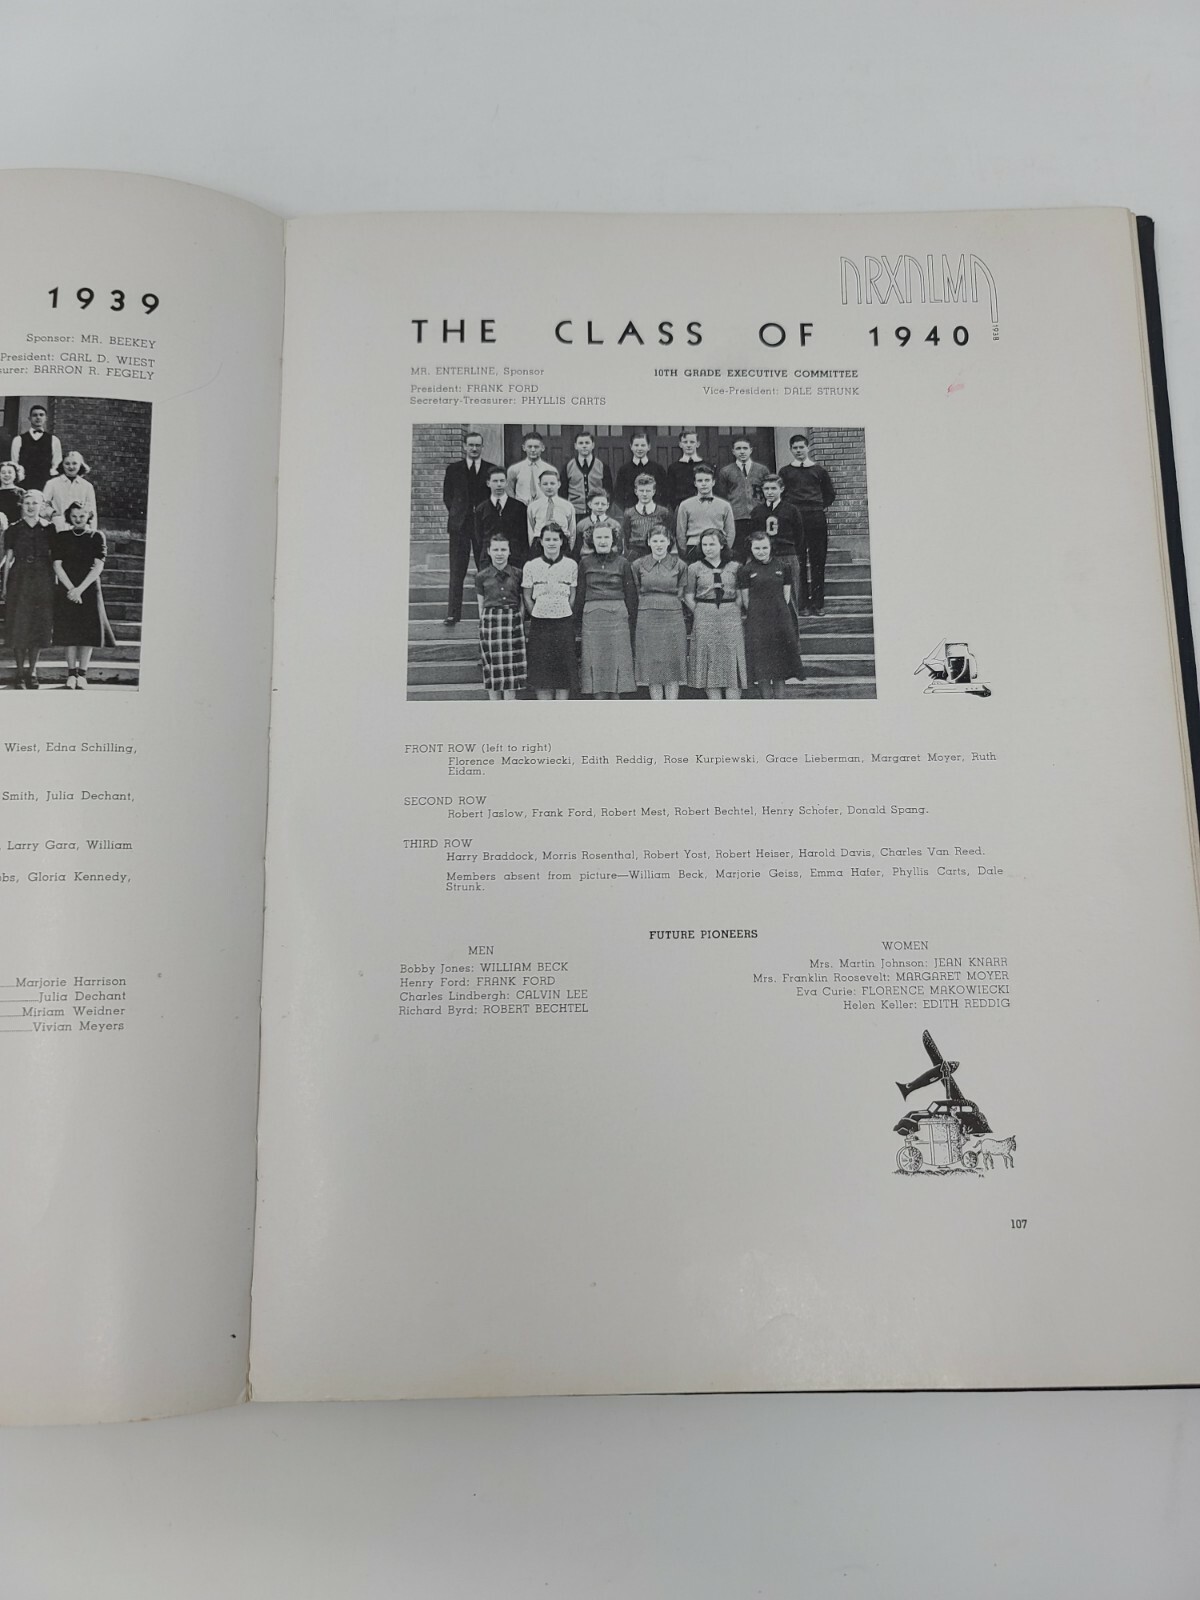 1939
Sponsor: MR. BEEKEY
President: CARL D. WIEST
surer: BARRON R. FEGELY
Wiest, Edna Schilling,
Smith, Julia Dechant,
Larry Gara, William
bs, Gloria Kennedy,
Marjorie Harrison
Julia Dechant
Miriam Weidner
Vivian Meyers
ARXALMA
1938
THE CLASS OF 1940
MR. ENTERLINE, Sponsor
10TH GRADE EXECUTIVE COMMITTEE
President: FRANK FORD
Vice-President: DALE STRUNK
Secretary-Treasurer: PHYLLIS CARTS
G
FRONT ROW (left to right)
Florence Mackowiecki, Edith Reddig, Rose Kurpiewski, Grace Lieberman, Margaret Moyer, Ruth
Eidam.
SECOND ROW
Robert Jaslow, Frank Ford, Robert Mest, Robert Bechtel, Henry Schofer, Donald Spang.
THIRD ROW
Harry Braddock, Morris Rosenthal, Robert Yost, Robert Heiser, Harold Davis, Charles Van Reed.
Members absent from picture—William Beck, Marjorie Geiss, Emma Hafer, Phyllis Carts, Dale
Strunk.
FUTURE PIONEERS
MEN
Bobby Jones: WILLIAM BECK
Henry Ford: FRANK FORD
Charles Lindbergh: CALVIN LEE
Richard Byrd: ROBERT BECHTEL
WOMEN
Mrs. Martin Johnson: JEAN KNARR
Mrs. Franklin Roosevelt: MARGARET MOYER
Eva Curie: FLORENCE MAKOWIECKI
Helen Keller: EDITH REDDIG
107